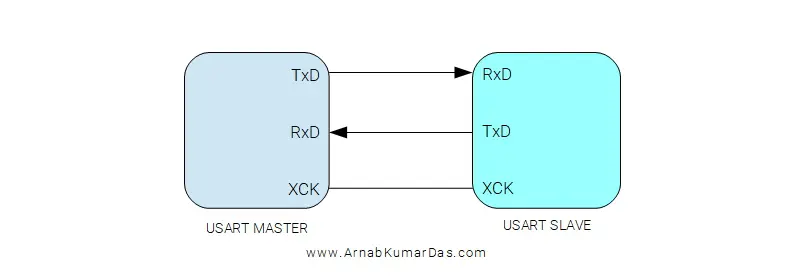 TxD
RxD
XCK
RxD
TxD
XCK
USART MASTER
USART SLAVE
www.ArnabKumarDas.com